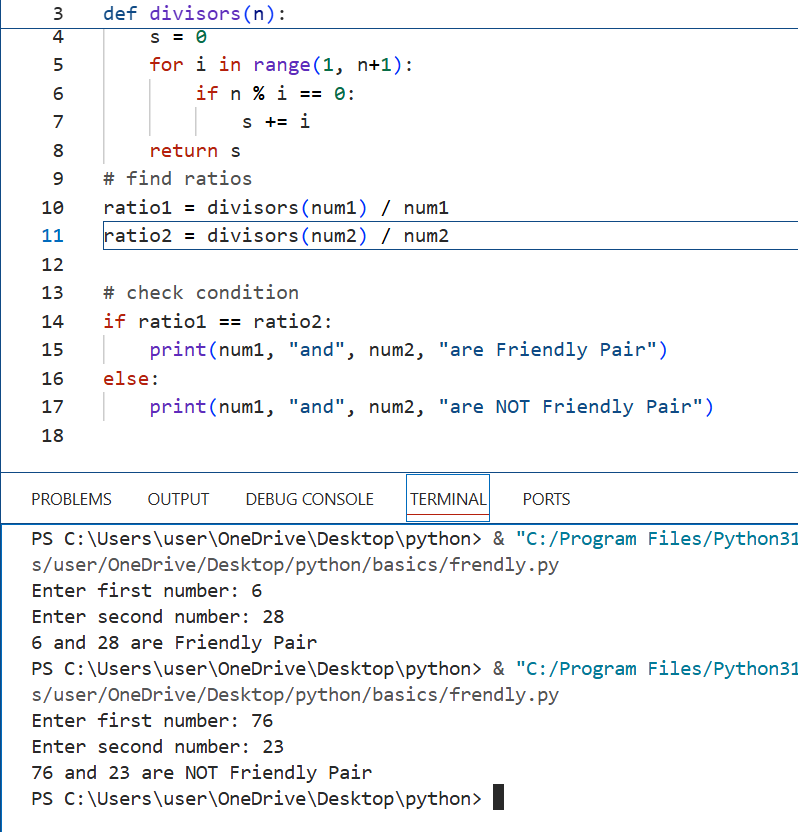 3 def divisors(n):
4 s = 0
5 for i in range(1, n+1):
6 if n % i == 0:
7 s += i
8 return s
9 # find ratios
10 ratio1 = divisors(num1) / num1
11 ratio2 = divisors(num2) / num2
12
13 # check condition
14 if ratio1 == ratio2:
15 print(num1, "and", num2, "are Friendly Pair")
16 else:
17 print(num1, "and", num2, "are NOT Friendly Pair")
18
PROBLEMS OUTPUT DEBUG CONSOLE TERMINAL PORTS
PS C:\Users\user\OneDrive\Desktop\python> & "C:/Program Files/Python31
s/user/OneDrive/Desktop/python/basics/frendly.py
Enter first number: 6
Enter second number: 28
6 and 28 are Friendly Pair
PS C:\Users\user\OneDrive\Desktop\python> & "C:/Program Files/Python31
s/user/OneDrive/Desktop/python/basics/frendly.py
Enter first number: 76
Enter second number: 23
76 and 23 are NOT Friendly Pair
PS C:\Users\user\OneDrive\Desktop\python>